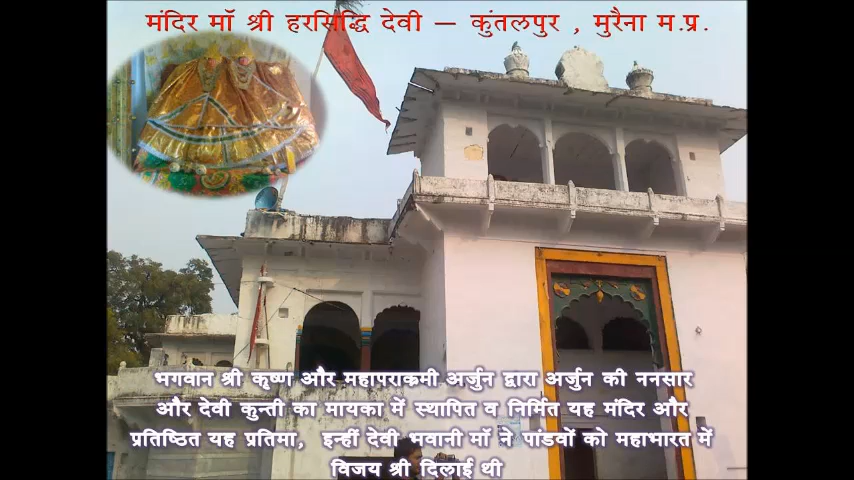 मंदिर माँ श्री हरसिद्धि देवी – कुंतलपुर , मुरैना म.प्र.
भगवान श्री कृष्ण और महापराक्रमी अर्जुन द्वारा अर्जुन की ननसार
और देवी कुन्ती का मायका में स्थापित व निर्मित यह मंदिर और
प्रतिष्ठित यह प्रतिमा, इन्हीं देवी भवानी माँ ने पांडवों को महाभारत में
विजय श्री दिलाई थी